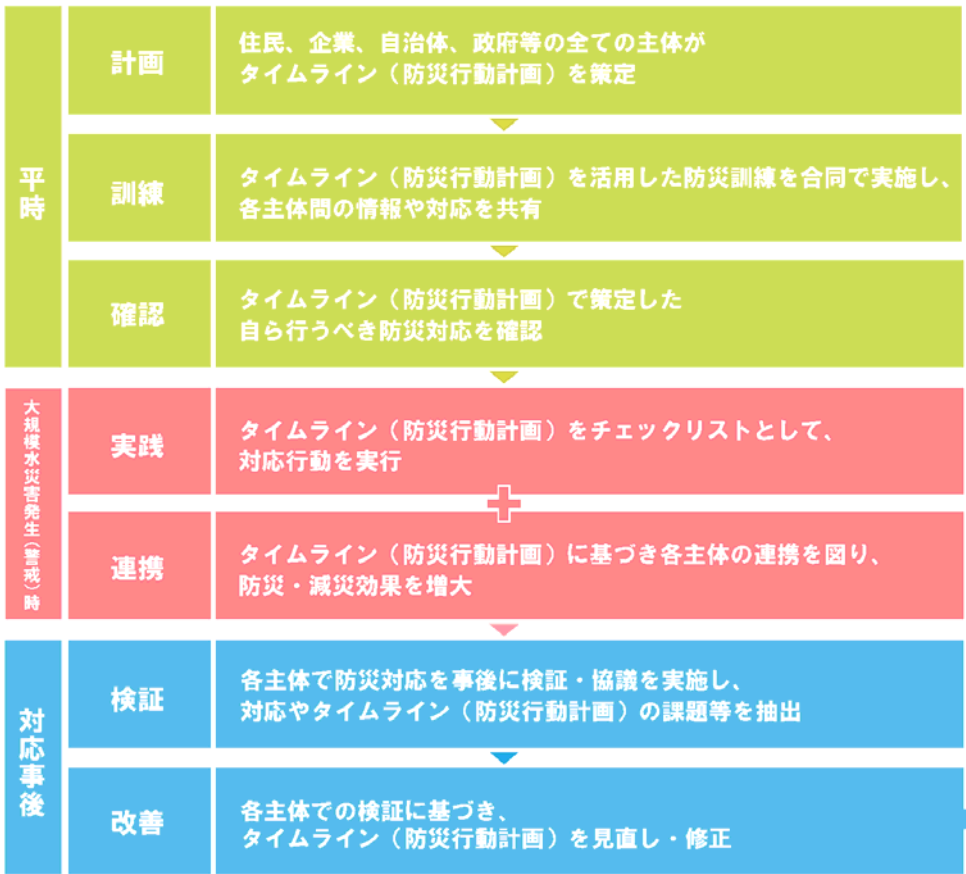 平時
計画
住民、企業、自治体、政府等の全ての主体が
タイムライン（防災行動計画）を策定
訓練
タイムライン（防災行動計画）を活用した防災訓練を合同で実施し、
各主体間の情報や対応を共有
確認
タイムライン（防災行動計画）で策定した
自ら行うべき防災対応を確認
大規模水災害発生（警戒）時
実践
タイムライン（防災行動計画）をチェックリストとして、
対応行動を実行
連携
タイムライン（防災行動計画）に基づき各主体の連携を図り、
防災・減災効果を増大
対応事後
検証
各主体で防災対応を事後に検証・協議を実施し、
対応やタイムライン（防災行動計画）の課題等を抽出
改善
各主体での検証に基づき、
タイムライン（防災行動計画）を見直し・修正